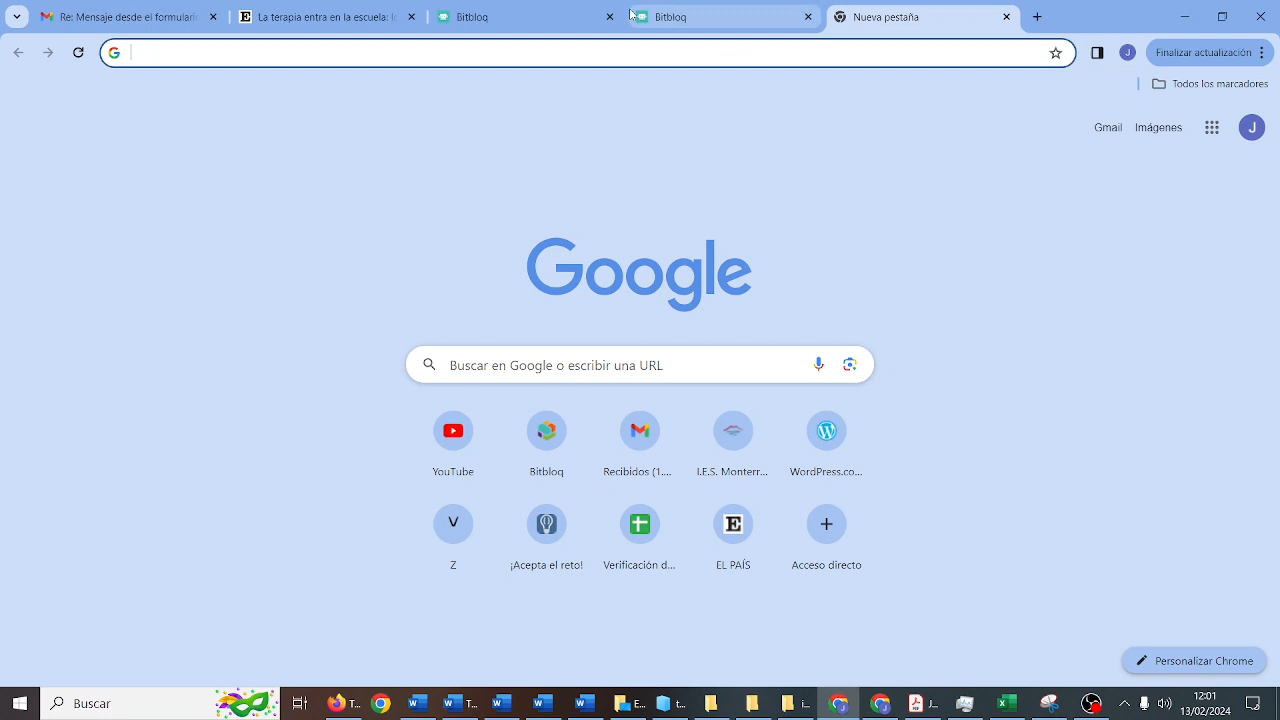 Re: Mensaje desde el formulari
La terapia entra en la escuela: lo
Bitbloq
Bitbloq
Nueva pestaña
Finalizar actualización
Todos los marcadores
Gmail
Imágenes
J
Google
Buscar en Google o escribir una URL
YouTube
Bitbloq
Recibidos (1....
I.E.S. Monterr...
WordPress.co...
Z
¡Acepta el reto!
Verificación d...
EL PAÍS
Acceso directo
Personalizar Chrome
Buscar
12:01
13/02/2024